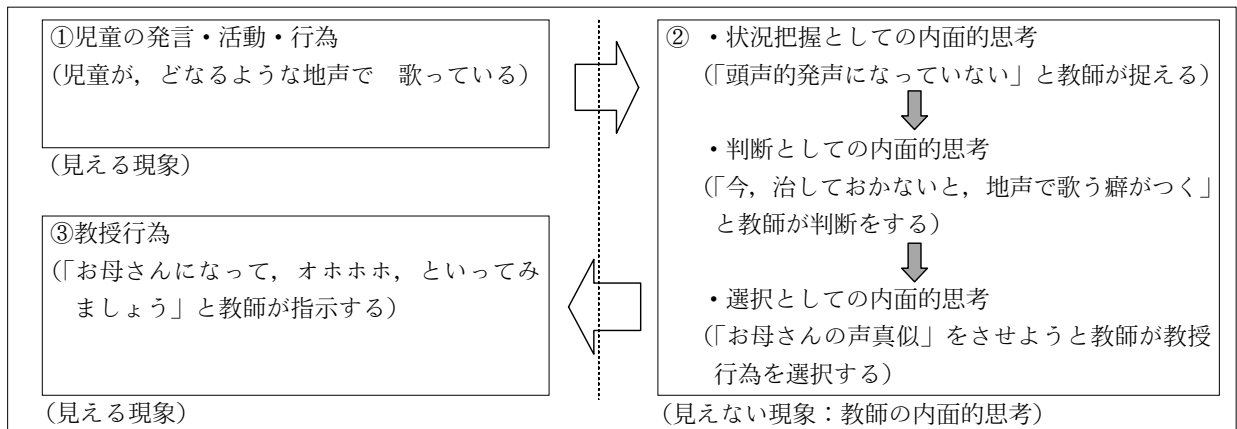 ①児童の発言・活動・行為
(児童が，どなるような地声で　歌っている)
(見える現象)
② ・状況把握としての内面的思考
(「頭声的発声になっていない」と教師が捉える)
・判断としての内面的思考
(「今，治しておかないと，地声で歌う癖がつく」
と教師が判断をする)
・選択としての内面的思考
(「お母さんの声真似」をさせようと教師が教授
行為を選択する)
(見えない現象：教師の内面的思考)
③教授行為
(「お母さんになって，オホホホ，といってみ
ましょう」と教師が指示する)
(見える現象)